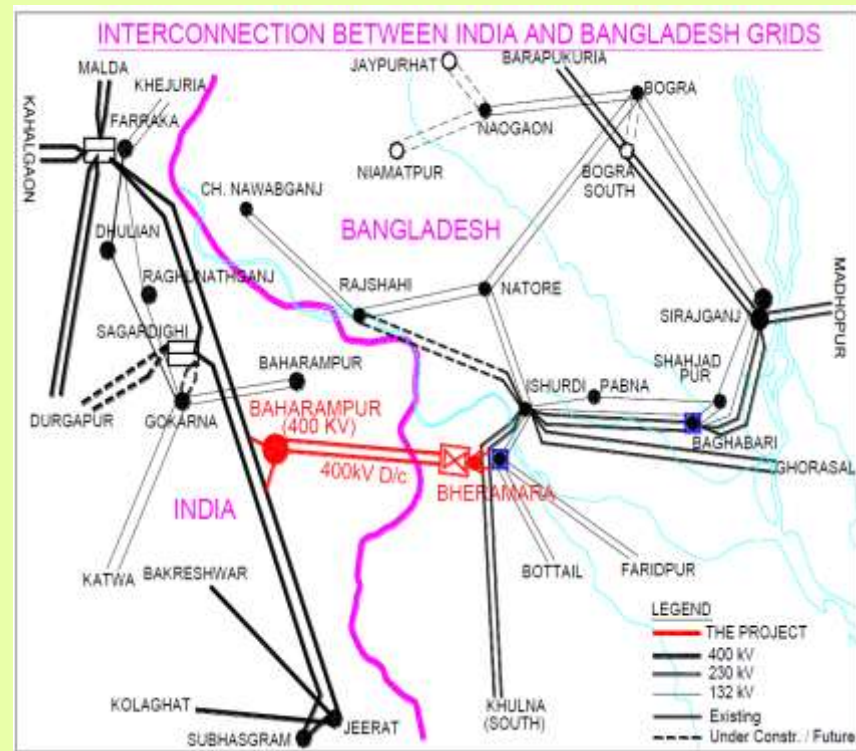 INTERCONNECTION BETWEEN INDIA AND BANGLADESH GRIDS
MALDA
JAYPURHAT
BARAPUKURIA
KHEJURIA
BOGRA
KAHALGAON
FARRAKA
NAOGAON
NIAMATPUR
BOGRA
SOUTH
CH. NAWABGANJ
BANGLADESH
DHULIAN
RAGHUNATHGANJ
RAJSHAHI
NATORE
MADHOPUR
SIRAJGANJ
SAGARDIGHI
BAHARAMPUR
SHAHJAD
PUR
ISHURDI
PABNA
DURGAPUR
GOKARNA
BAHARAMPUR
(400 KV)
BAGHABARI
400kV D/c
BHERAMARA
GHORASAL
INDIA
KATWA
BAKRESHWAR
BOTTAIL
FARIDPUR
LEGEND
THE PROJECT
400 kV
230 kV
132 kV
KOLAGHAT
KHULNA
(SOUTH)
Existing
JEERAT
SUBHASGRAM
Under Constr. / Future